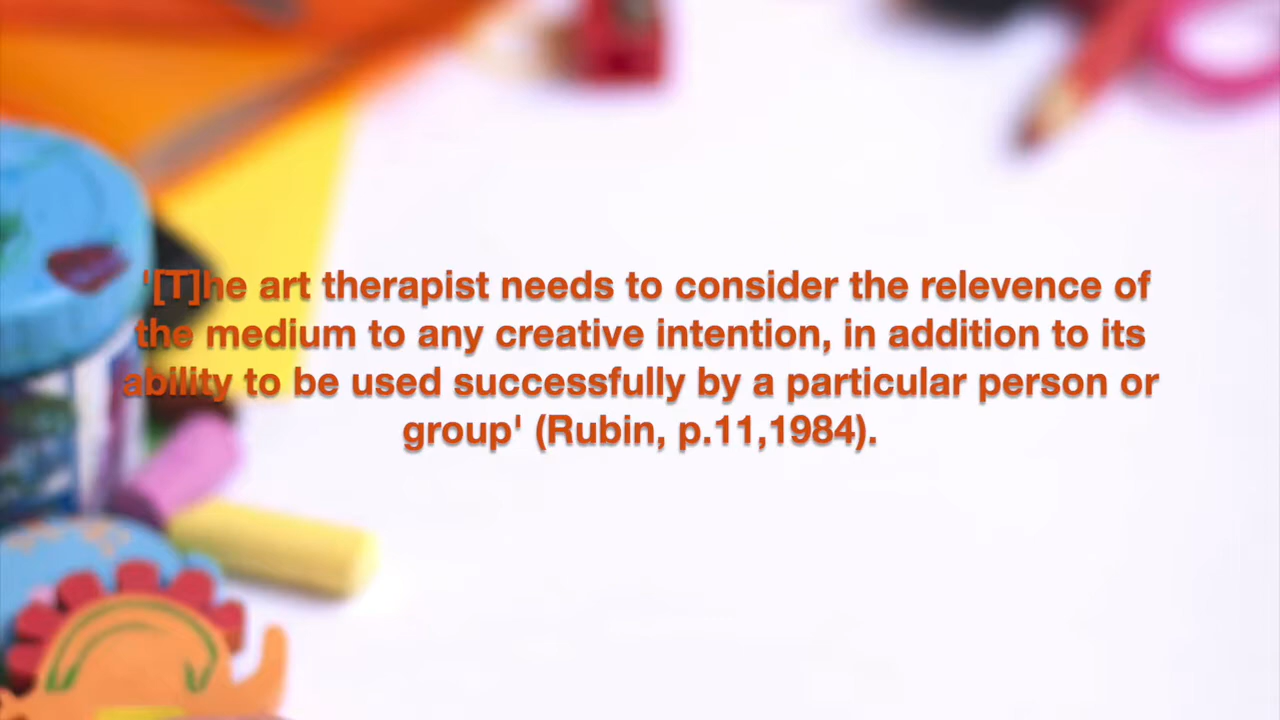 '[T]he art therapist needs to consider the relevence of
the medium to any creative intention, in addition to its
ability to be used successfully by a particular person or
group' (Rubin, p.11,1984).